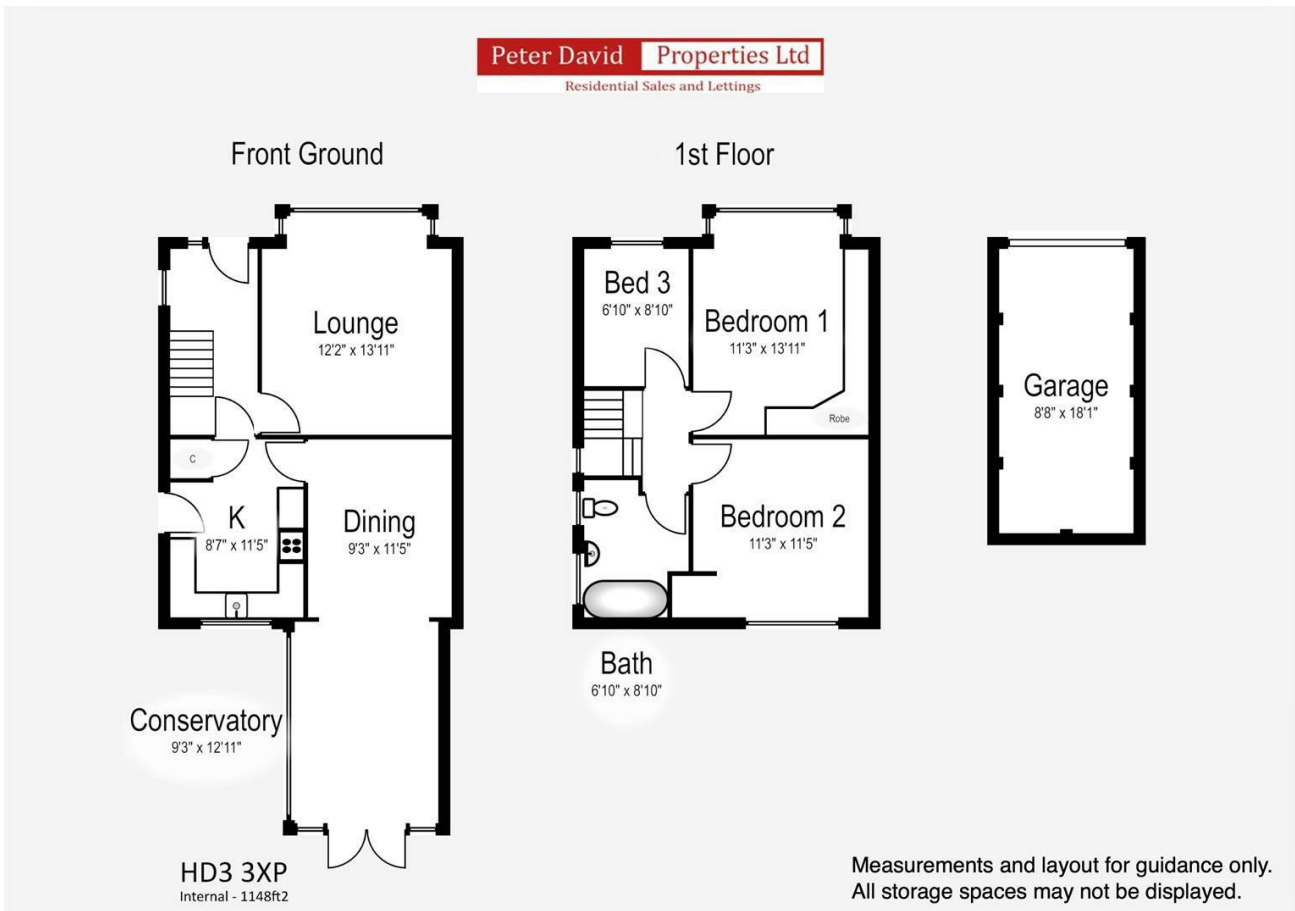 Peter David Properties Ltd
Residential Sales and Lettings
Front Ground
1st Floor
Lounge
12'2" x 13'11"
C
K
8'7" x 11'5"
Dining
9'3" x 11'5"
Conservatory
9'3" x 12'11"
Bed 3
6'10" x 8'10"
Bedroom 1
11'3" x 13'11"
Robe
Bedroom 2
11'3" x 11'5"
Bath
6'10" x 8'10"
Garage
8'8" x 18'1"
HD3 3XP
Internal - 1148ft2
Measurements and layout for guidance only.
All storage spaces may not be displayed.